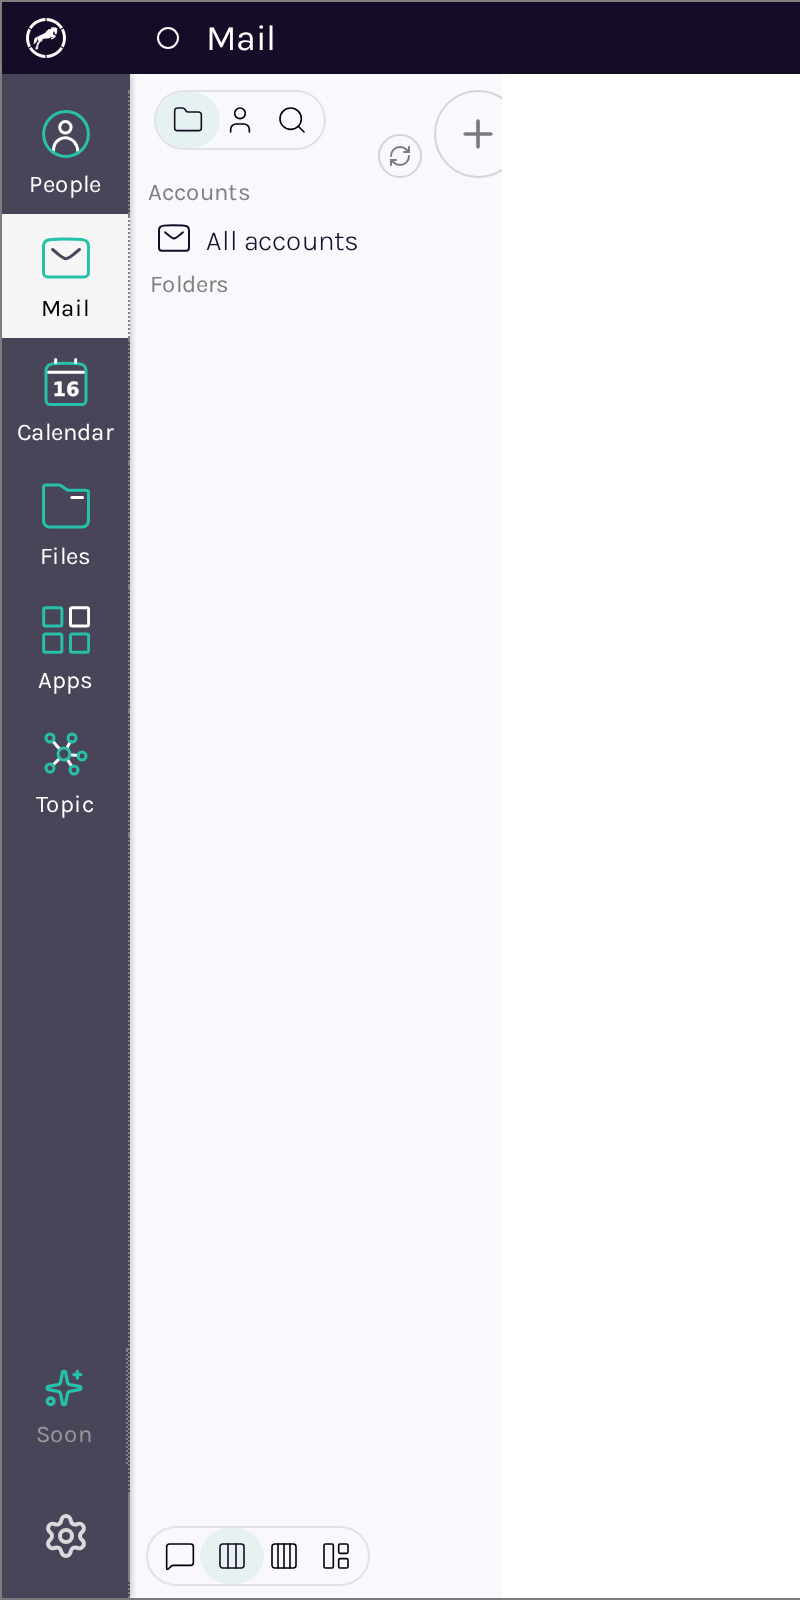 Mail
People
Mail
16
Calendar
Files
Apps
Topic
Soon
Accounts
All accounts
Folders